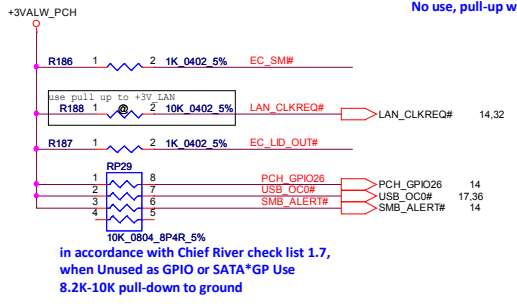 No use, pull-up w
+3VALW_PCH
R186 1 2 1K_0402_5% EC_SMI#
use pull up to +3V_LAN
R188 1 @ 2 10K_0402_5% LAN_CLKREQ# LAN_CLKREQ# 14,32
R187 1 2 1K_0402_5% EC_LID_OUT#
RP29
1 8 PCH_GPIO26 PCH_GPIO26 14
2 7 USB_OC0# USB_OC0# 17,36
3 6 SMB_ALERT# SMB_ALERT# 14
4 5
10K_0804_8P4R_5%
in accordance with Chief River check list 1.7,
when Unused as GPIO or SATA*GP Use
8.2K-10K pull-down to ground